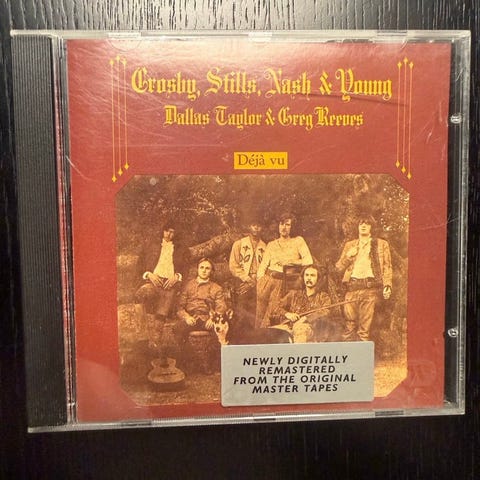 Crosby, Stills, Nash & Young
Dallas Taylor & Greg Reeves
Déjà vu
NEWLY DIGITALLY
REMASTERED
FROM THE ORIGINAL
MASTER TAPES